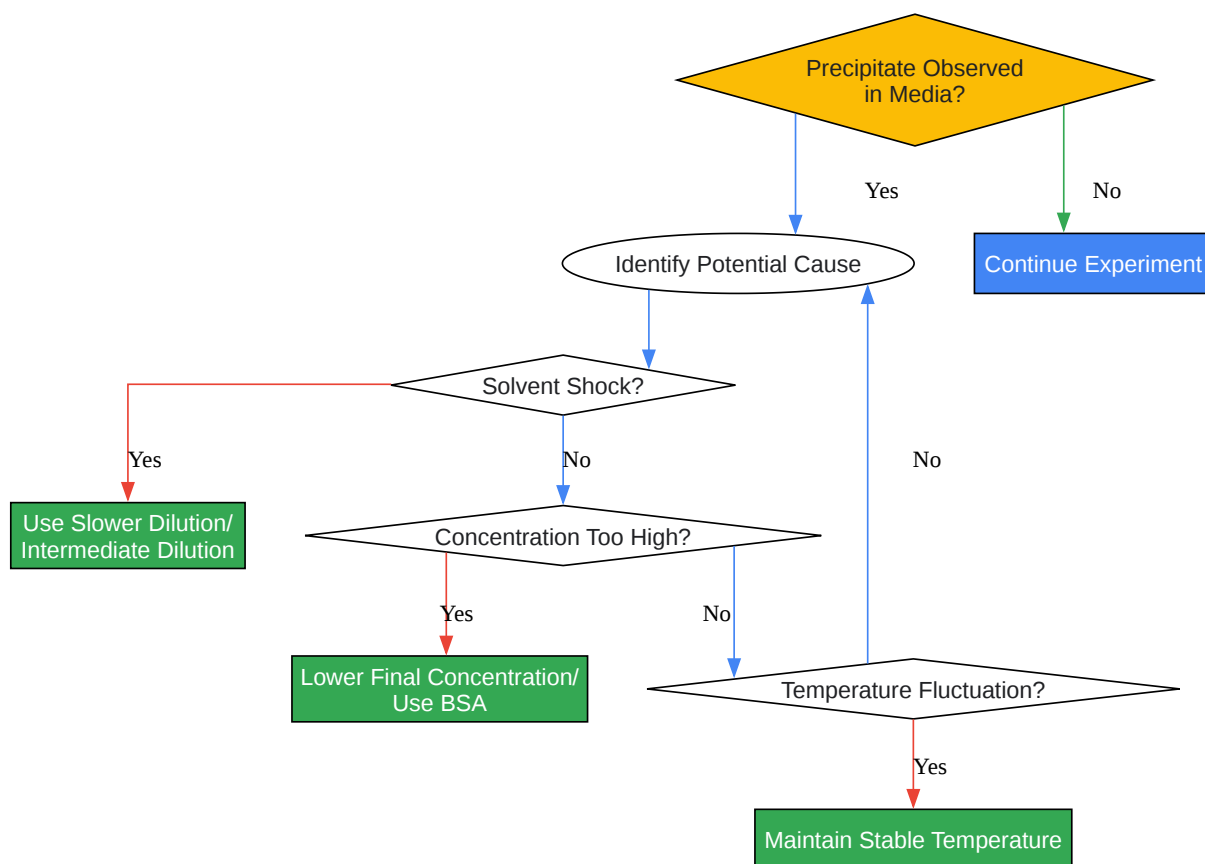 Precipitate Observed
in Media?
Yes
No
Identify Potential Cause
Continue Experiment
Solvent Shock?
Yes
No
No
Use Slower Dilution/
Intermediate Dilution
Concentration Too High?
Yes
No
Lower Final Concentration/
Use BSA
Temperature Fluctuation?
Yes
Maintain Stable Temperature